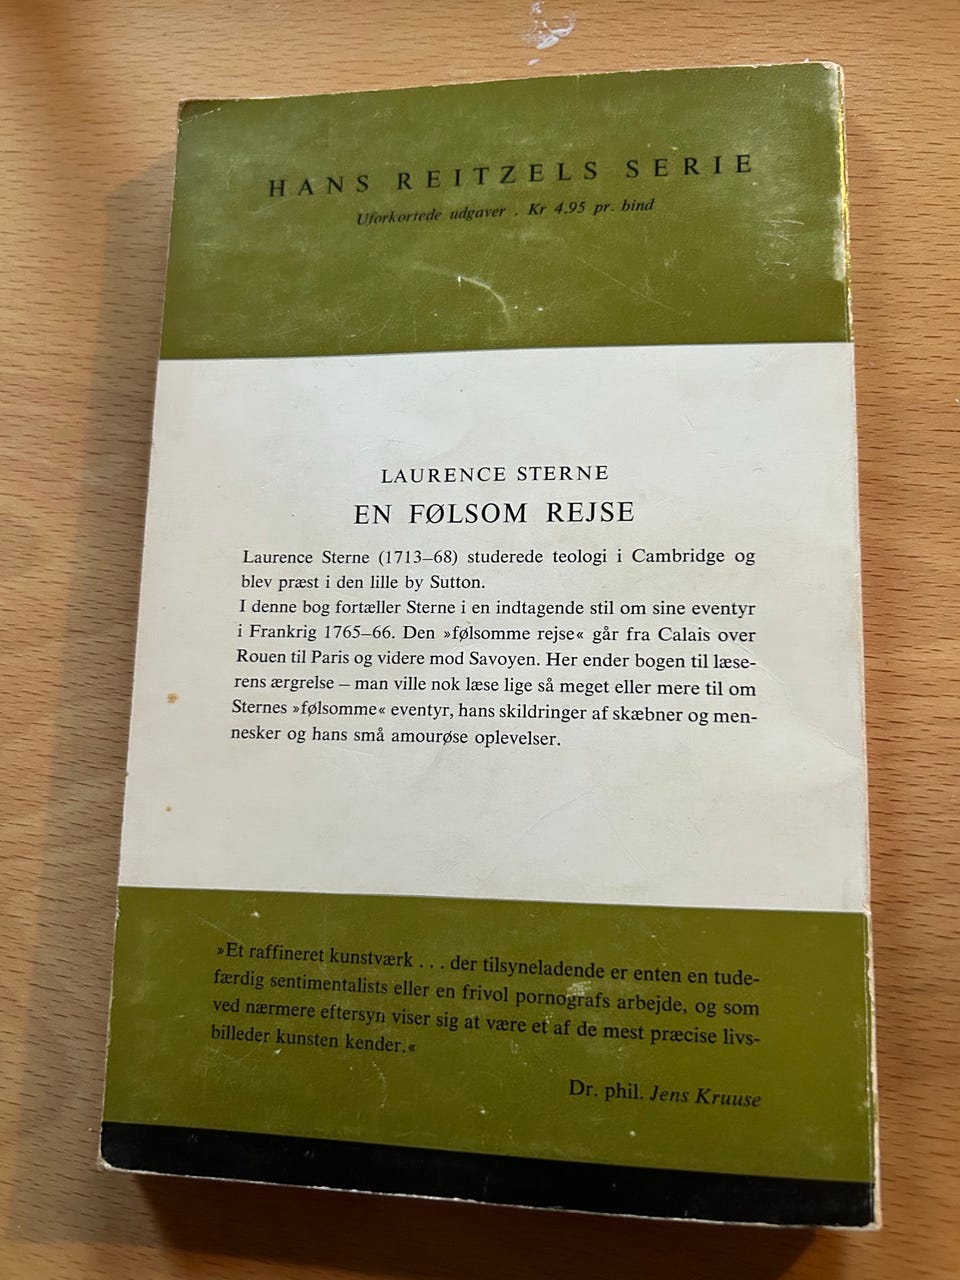 HANS REITZELS SERIE
Uforkortede udgaver . Kr 4.95 pr. bind
LAURENCE STERNE
EN FØLSOM REJSE
Laurence Sterne (1713–68) studerede teologi i Cambridge og
blev præst i den lille by Sutton.
I denne bog fortæller Sterne i en indtagende stil om sine eventyr
i Frankrig 1765–66. Den »følsomme rejse« går fra Calais over
Rouen til Paris og videre mod Savoyen. Her ender bogen til læse-
rens ærgrelse – man ville nok læse lige så meget eller mere til om
Sternes »følsomme« eventyr, hans skildringer af skæbner og men-
nesker og hans små amourøse oplevelser.
»Et raffineret kunstværk . . . der tilsyneladende er enten en tude-
færdig sentimentalists eller en frivol pornografs arbejde, og som
ved nærmere eftersyn viser sig at være et af de mest præcise livs-
billeder kunsten kender.«
Dr. phil. Jens Kruuse